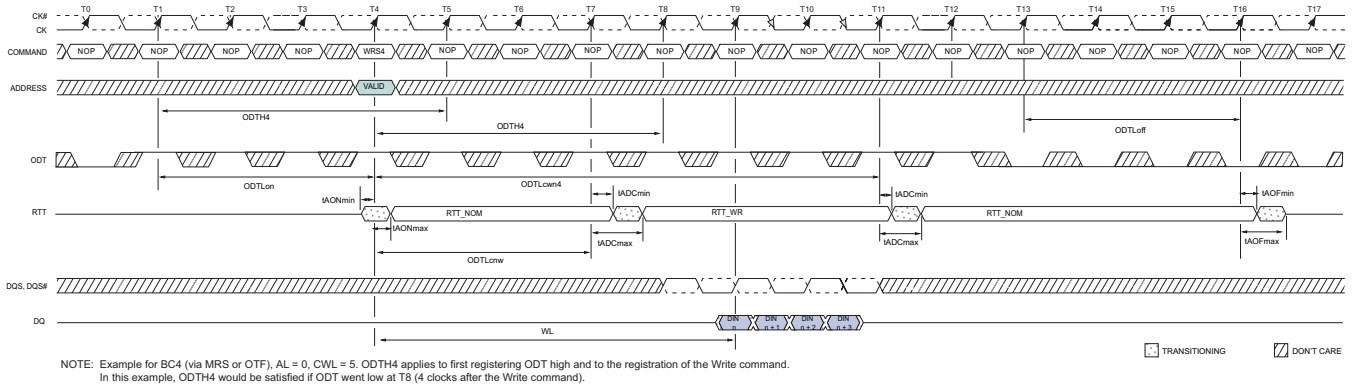 T0 T1 T2 T3 T4 T5 T6 T7 T8 T9 T10 T11 T12 T13 T14 T15 T16 T17
CK#
CK
COMMAND NOP NOP NOP NOP WRS4 NOP NOP NOP NOP NOP NOP NOP NOP NOP NOP NOP NOP NOP
ADDRESS VALID
ODTH4
ODTH4 ODTLoff
ODT
ODTLon ODTLcwn4
tAONmin tADCmin tADCmin tAOFmin
RTT RTT_NOM RTT_WR RTT_NOM
tAONmax tADCmax tADCmax tAOFmax
ODTLcnw
DQS, DQS#
DQ DIN n DIN n + 1 DIN n + 2 DIN n + 3
WL
TRANSITIONING DON'T CARE
NOTE: Example for BC4 (via MRS or OTF), AL = 0, CWL = 5. ODTH4 applies to first registering ODT high and to the registration of the Write command.
In this example, ODTH4 would be satisfied if ODT went low at T8 (4 clocks after the Write command).